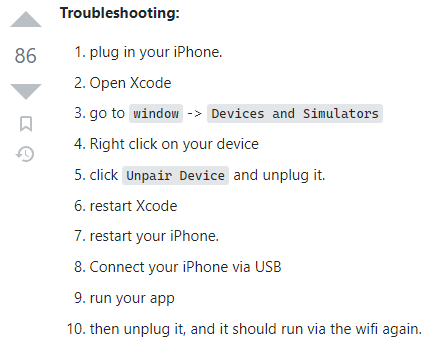 Troubleshooting:
86
1. plug in your iPhone.
2. Open Xcode
3. go to window -> Devices and Simulators
4. Right click on your device
5. click Unpair Device and unplug it.
6. restart Xcode
7. restart your iPhone.
8. Connect your iPhone via USB
9. run your app
10. then unplug it, and it should run via the wifi again.